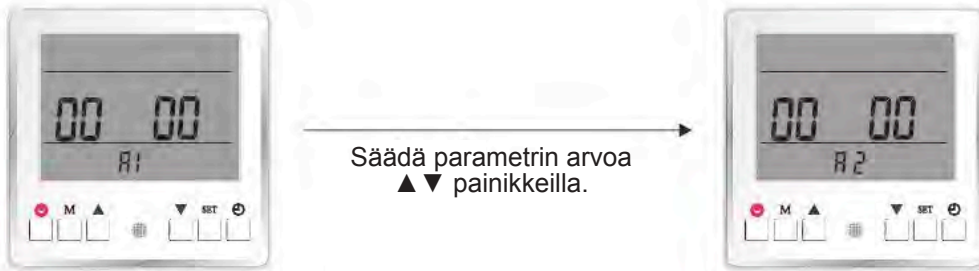 00 00
A1
M ▲ ▼ SET
Säädä parametrin arvoa
▲▼ painikkeilla.
00 00
A2
M ▲ ▼ SET